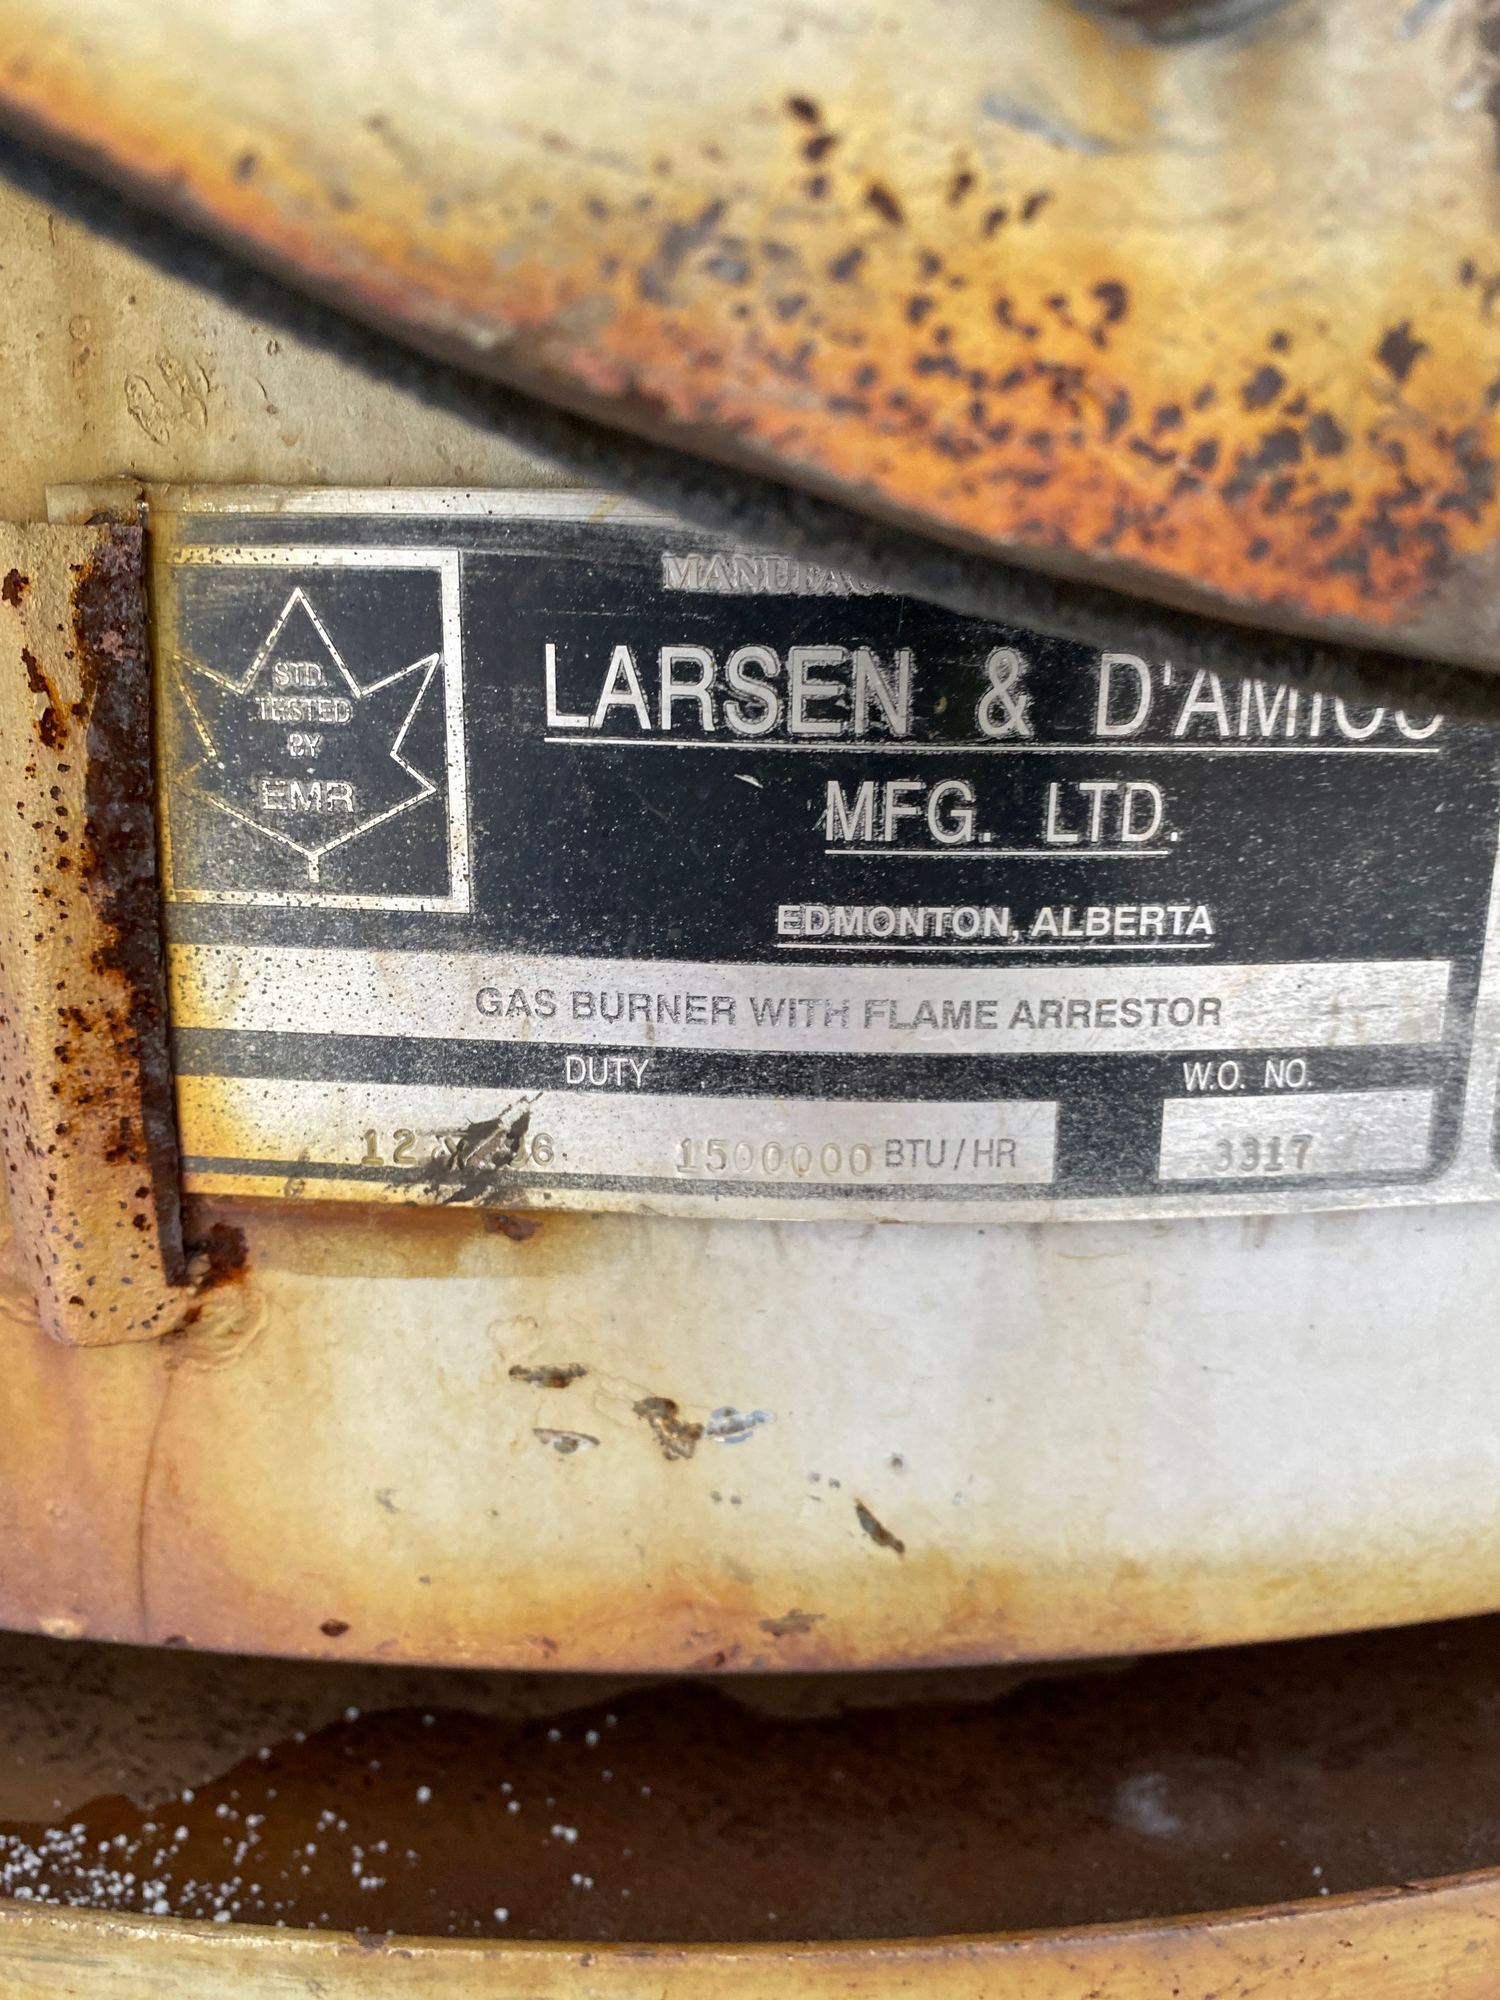 STD.
TESTED
BY
EMR
LARSEN & D'AMICO
MFG. LTD.
EDMONTON, ALBERTA
GAS BURNER WITH FLAME ARRESTOR
DUTY W.O. NO.
12 X 1500000 BTU/HR 3317